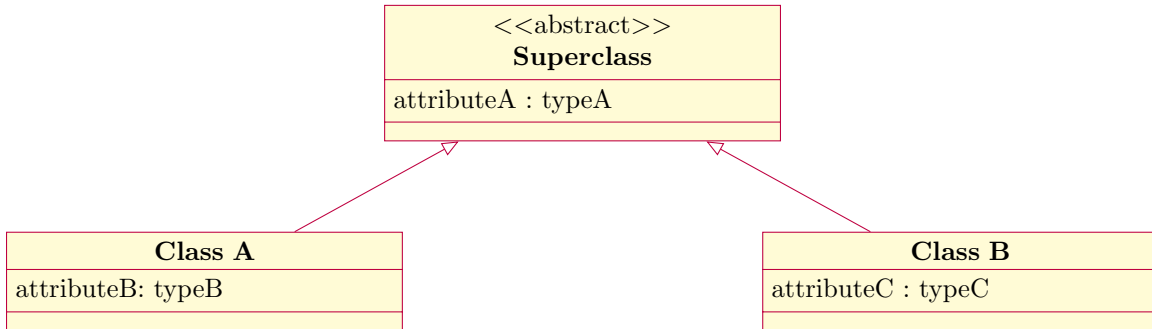 <<abstract>>
Superclass
attributeA : typeA
Class A
attributeB: typeB
Class B
attributeC : typeC